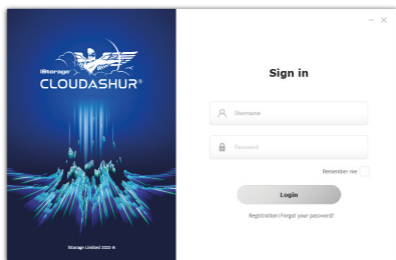 iStorage
CLOUDASHUR®
iStorage Limited 2022 ©
Sign in
Username
Password
Remember me
Login
Registration|Forgot your password?